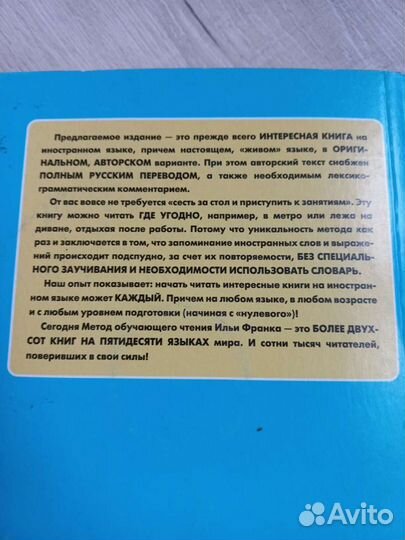 Предлагаемое издание — это прежде всего ИНТЕРЕСНАЯ КНИГА на
иностранном языке, причем настоящем, «живом» языке, в ОРИГИ-
НАЛЬНОМ, АВТОРСКОМ варианте. При этом авторский текст снабжен
ПОЛНЫМ РУССКИМ ПЕРЕВОДОМ, а также необходимым лексико-
грамматическим комментарием.
От вас вовсе не требуется «сесть за стол и приступить к занятиям». Эту
книгу можно читать ГДЕ УГОДНО, например, в метро или лежа на
диване, отдыхая после работы. Потому что уникальность метода как
раз и заключается в том, что запоминание иностранных слов и выраже-
ний происходит подспудно, за счет их повторяемости, БЕЗ СПЕЦИАЛЬ-
НОГО ЗАУЧИВАНИЯ И НЕОБХОДИМОСТИ ИСПОЛЬЗОВАТЬ СЛОВАРЬ.
Наш опыт показывает: начать читать интересные книги на иностран-
ном языке может КАЖДЫЙ. Причем на любом языке, в любом возрасте
и с любым уровнем подготовки (начиная с «нулевого»)!
Сегодня Метод обучающего чтения Ильи Франка — это БОЛЕЕ ДВУХ-
СОТ КНИГ НА ПЯТИДЕСЯТИ ЯЗЫКАХ мира. И сотни тысяч читателей,
поверивших в свои силы!
Avito